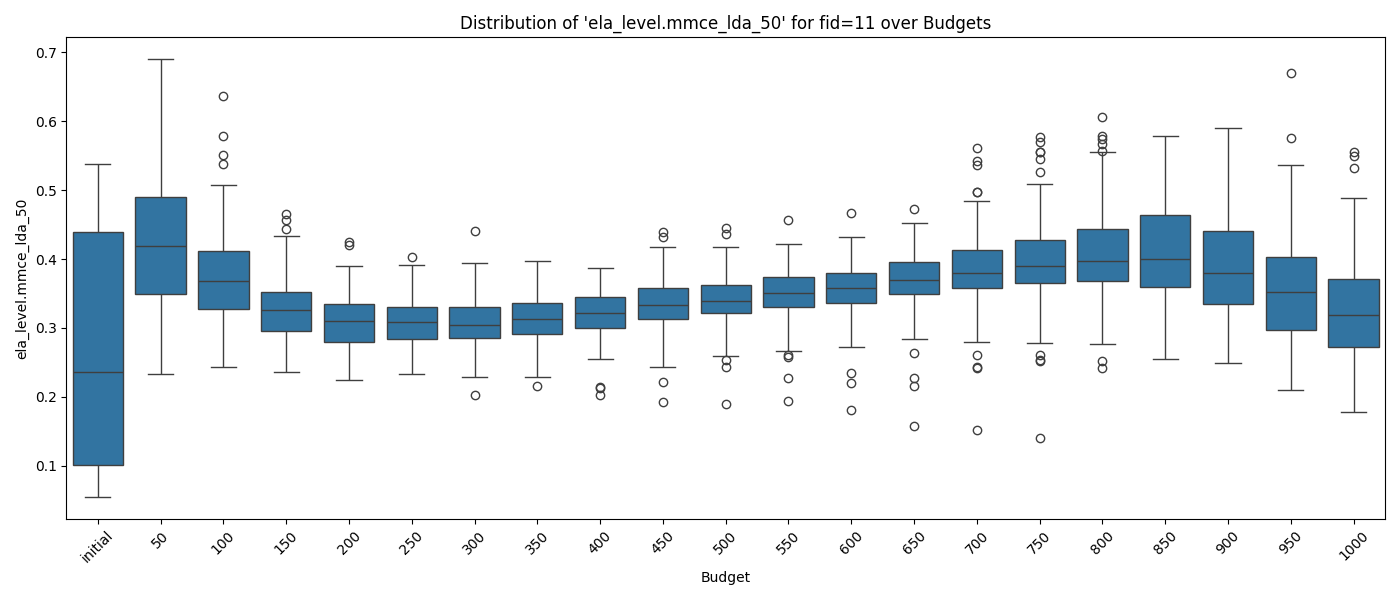 Distribution of 'ela_level.mmce_lda_50' for fid=11 over Budgets
ela_level.mmce_lda_50
0.7
0.6
0.5
0.4
0.3
0.2
0.1
initial 50 100 150 200 250 300 350 400 450 500 550 600 650 700 750 800 850 900 950 1000
Budget